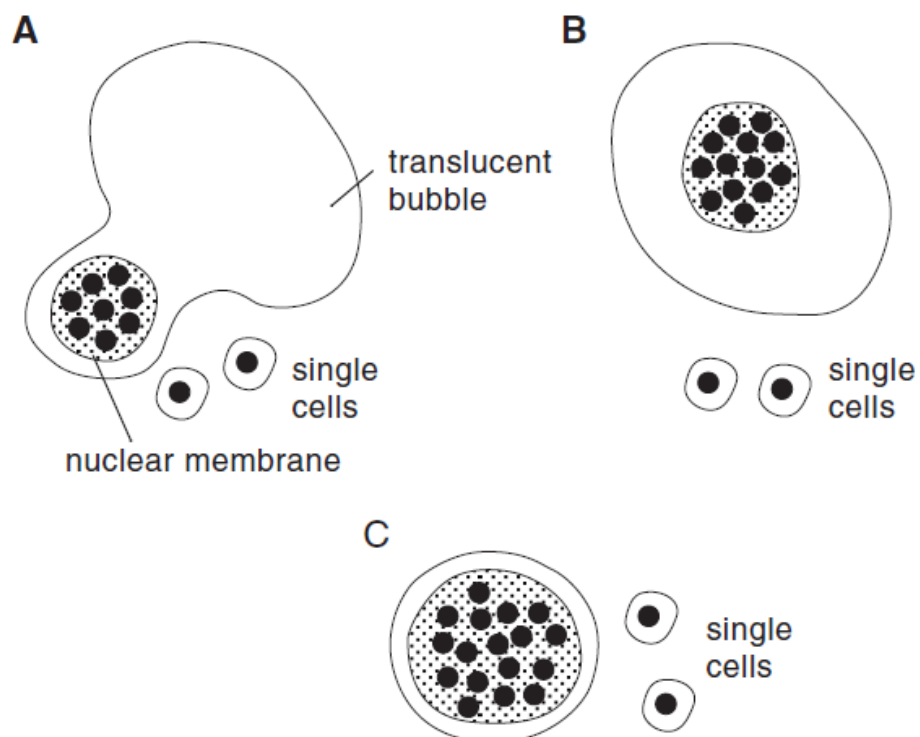 A
B
translucent
bubble
single
cells
single
cells
nuclear membrane
C
single
cells